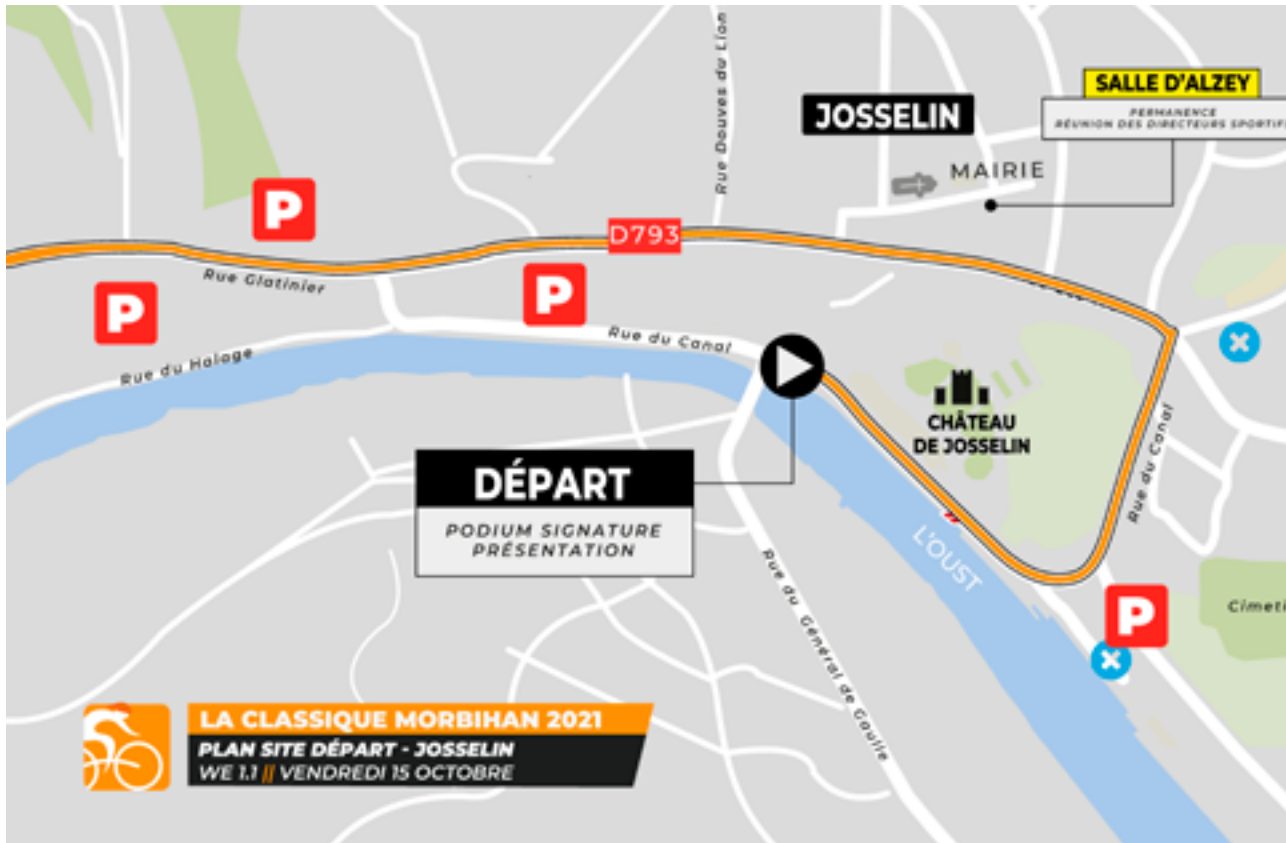 Rue Douves du Lion
JOSSELIN
SALLE D'ALZEY
PERMANENCE
RÉUNION DES DIRECTEURS SPORTIF
MAIRIE
P
D793
Rue Glatinier
P
P
Rue du Canal
Rue du Halage
CHÂTEAU
DE JOSSELIN
Rue du Canal
DÉPART
PODIUM SIGNATURE
PRÉSENTATION
L'OUST
Rue du Général de Gaulle
P
Cimeti
LA CLASSIQUE MORBIHAN 2021
PLAN SITE DÉPART - JOSSELIN
WE 1.1 // VENDREDI 15 OCTOBRE